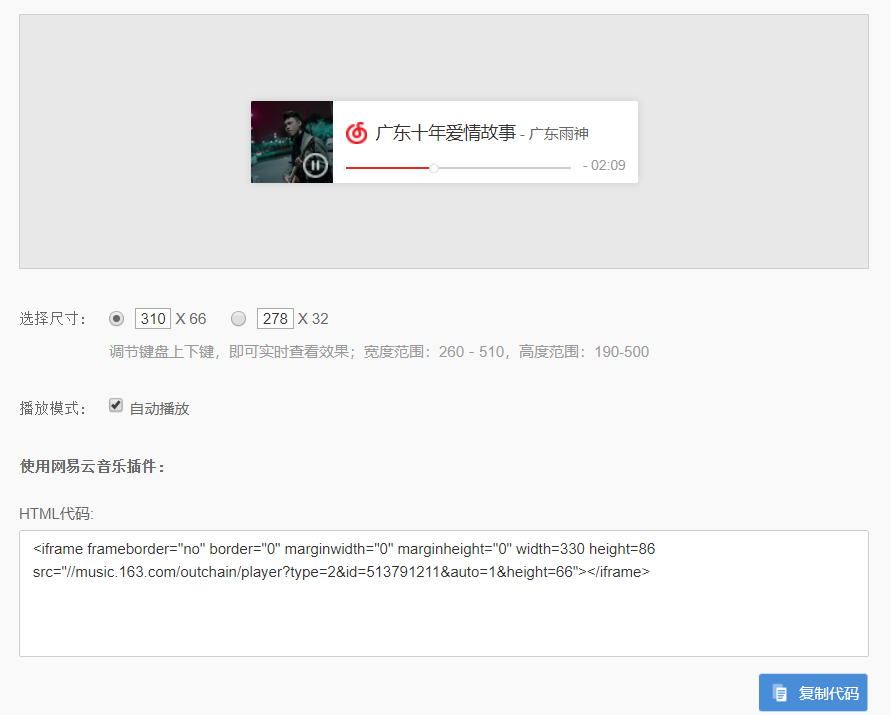 广东十年爱情故事 - 广东雨神
- 02:09
选择尺寸： 310 X 66 278 X 32
调节键盘上下键，即可实时查看效果；宽度范围：260 - 510，高度范围：190-500
播放模式： 自动播放
使用网易云音乐插件：
HTML代码:
<iframe frameborder="no" border="0" marginwidth="0" marginheight="0" width=330 height=86
src="//music.163.com/outchain/player?type=2&id=513791211&auto=1&height=66"></iframe>
复制代码